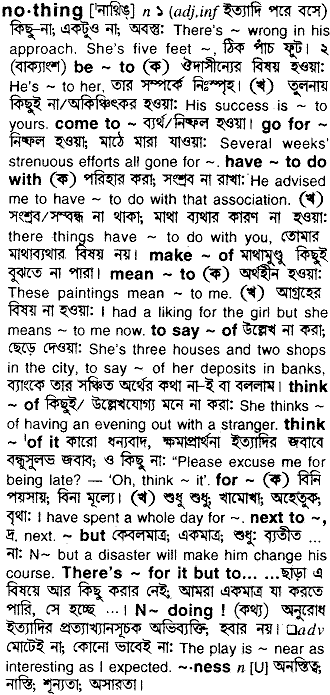 no·thing ['নাথিঙ্] n ১ (adj,inf ইত্যাদি পরে বসে)
কিছু-না; একটুও না, অবস্তু: There's ~ wrong in his
approach. She's five feet ~, ঠিক পাঁচ ফুট। ২
(বাক্যাংশ) be ~ to (ক) ঔদাসীন্যের বিষয় হওয়া:
He's ~ to her, তার সম্পর্কে নিঃস্পৃহ। (খ) তুলনায়
কিছুই না/অকিঞ্চিৎকর হওয়া: His success is ~ to
yours. come to ~ ব্যর্থ/নিষ্ফল হওয়া। go for ~
নিষ্ফল হওয়া; মাঠে মারা যাওয়া: Several weeks'
strenuous efforts all gone for ~. have ~ to do
with (ক) পরিহার করা; সংশ্রব না রাখা: He advised
me to have ~ to do with that association. (খ)
সংশ্রব/সম্বন্ধ না থাকা; মাথা ব্যথার কারণ না হওয়া:
there things have ~ to do with you, তোমার
মাথাব্যথার বিষয় নয়। make ~ of মাথামুণ্ডু কিছুই
বুঝতে না পারা। mean ~ to (ক) অর্থহীন হওয়া:
These paintings mean ~ to me. (খ) আগ্রহের
বিষয় না হওয়া: I had a liking for the girl but she
means ~ to me now. to say ~ of উল্লেখ না করা;
ছেড়ে দেওয়া: She's three houses and two shops
in the city, to say ~ of her deposits in banks,
ব্যাংকে তার সঞ্চিত অর্থের কথা না-ই বা বললাম। think
~ of কিছুই/ উল্লেখযোগ্য মনে না করা: She thinks ~
of having an evening out with a stranger. think
~ 'of it কারো ধন্যবাদ, ক্ষমাপ্রার্থনা ইত্যাদির জবাবে
বন্ধুসুলভ জবাব; ও কিছু না: “Please excuse me for
being late? — ‘Oh, think ~ it’. for ~ (ক) বিনি
পয়সায়; বিনা মূল্যে। (খ) শুধু শুধু; খামোখা; অহেতুক;
বৃথা: I have spent a whole day for ~. next to ~,
দ্র. next. ~ but কেবলমাত্র; একমাত্র; শুধু; ব্যতীত ...
না: N~ but a disaster will make him change his
course. There's ~ for it but to... ...ছাড়া এ
বিষয়ে আর কিছু করার নেই; আমরা একমাত্র যা করতে
পারি, সে হচ্ছে ...। N~ doing ! (কথ্য) অনুরোধ
ইত্যাদির প্রত্যাখ্যানসূচক অভিব্যক্তি, হবার নয়। □adv
মোটেই না; কোনো ভাবেই না: The play is ~ near as
interesting as I expected. ~·ness n [U] অনস্তিত্ব;
নাস্তি; শূন্যতা; অসারতা।